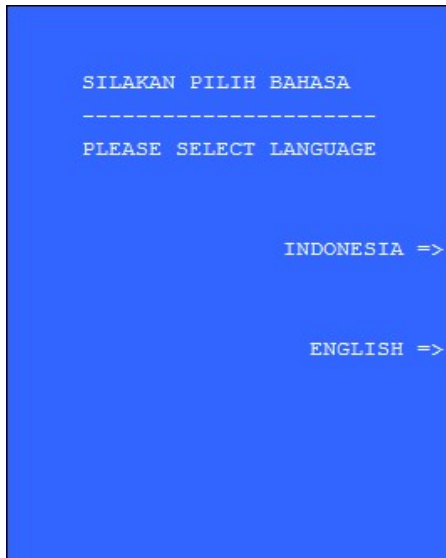 SILAKAN PILIH BAHASA
----------------------
PLEASE SELECT LANGUAGE
INDONESIA =>
ENGLISH =>